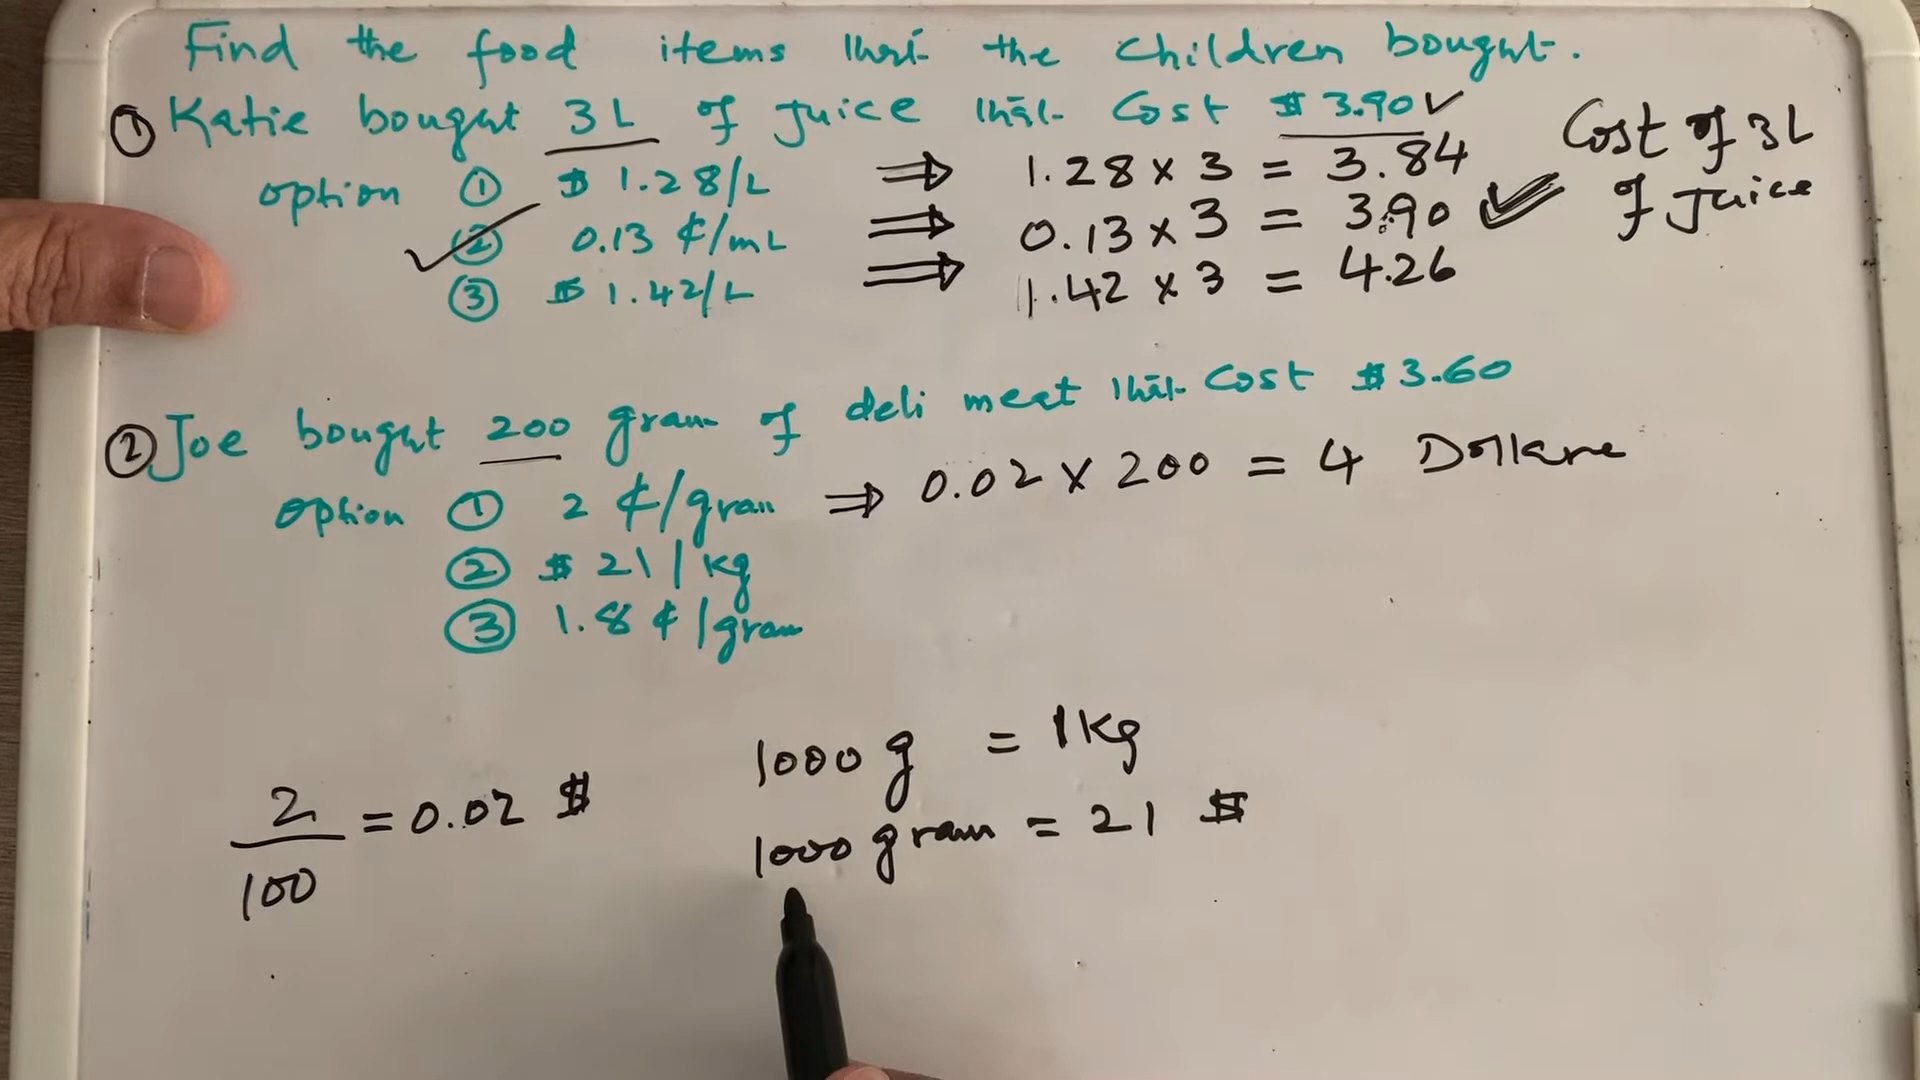 Find the food items that the children bought.
① Katie bought 3L of Juice that Cost $ 3.90 ✓
option ① $ 1.28/L ⇒ 1.28 x 3 = 3.84
✓ ② 0.13 ¢/mL ⇒ 0.13 x 3 = 3.90 ✓
③ $ 1.42/L ⇒ 1.42 x 3 = 4.26
Cost of 3L
of Juice
② Joe bought 200 gram of deli meat that Cost $ 3.60
option ① 2 ¢/gram ⇒ 0.02 x 200 = 4
② $ 21/kg
③ 1.8 ¢/gram
2/100 = 0.02 $
1000 g = 1kg
1000 gram = 21 $